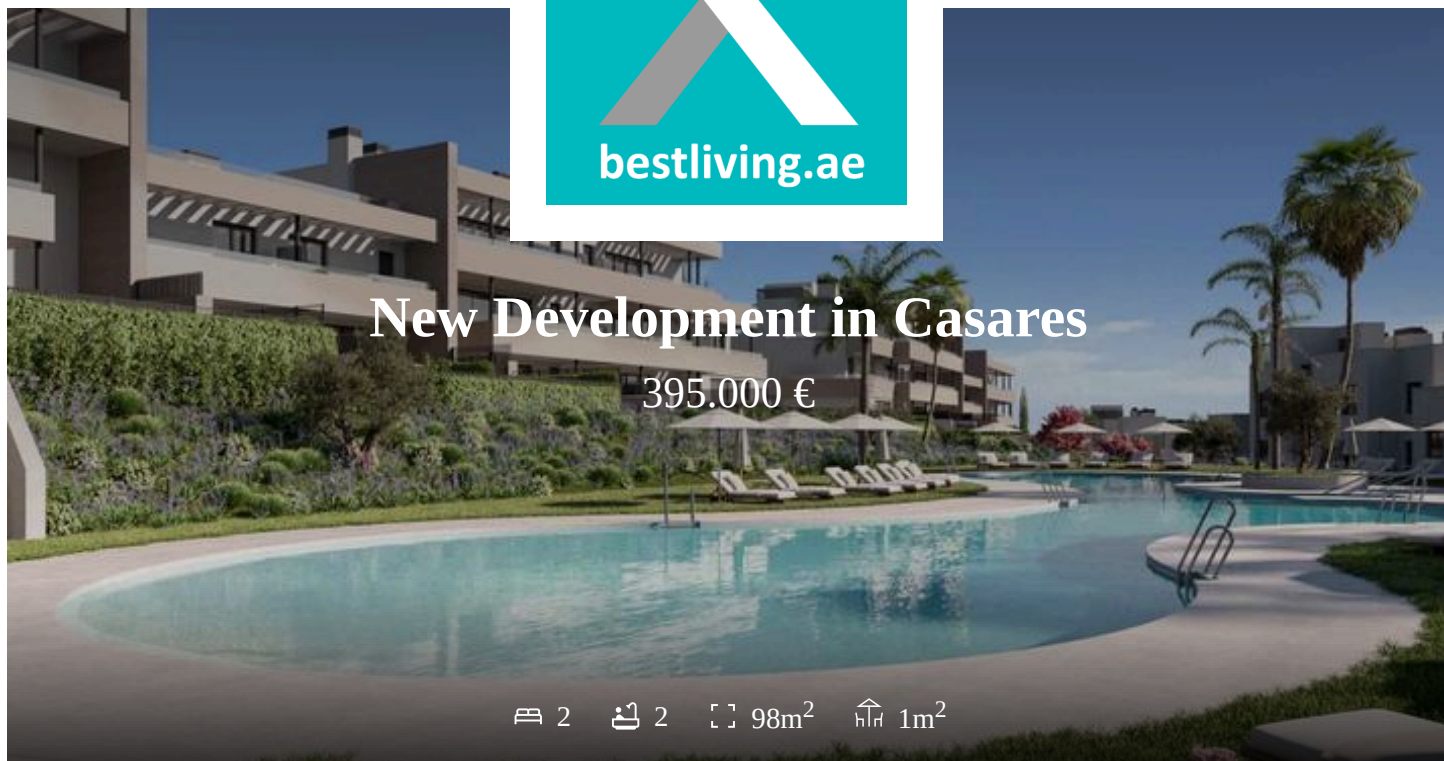 bestliving.ae
New Development in Casares
395.000 €
2 2 98m² 1m²